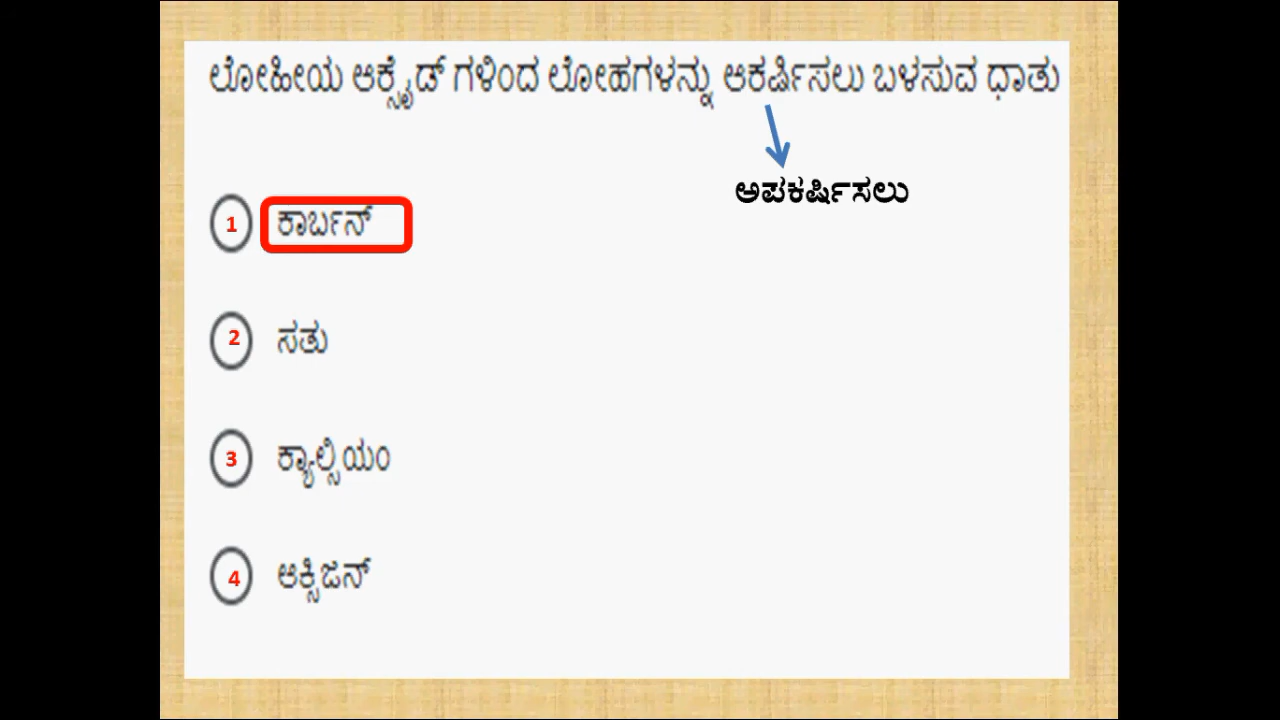 ಲೋಹೀಯ ಆಕ್ಸೈಡ್ ಗಳಿಂದ ಲೋಹಗಳನ್ನು ಆಕರ್ಷಿಸಲು ಬಳಸುವ ಧಾತು
ಅಪಕರ್ಷಿಸಲು
1 ಕಾರ್ಬನ್
2 ಸತು
3 ಕ್ಯಾಲ್ಸಿಯಂ
4 ಆಕ್ಸಿಜನ್